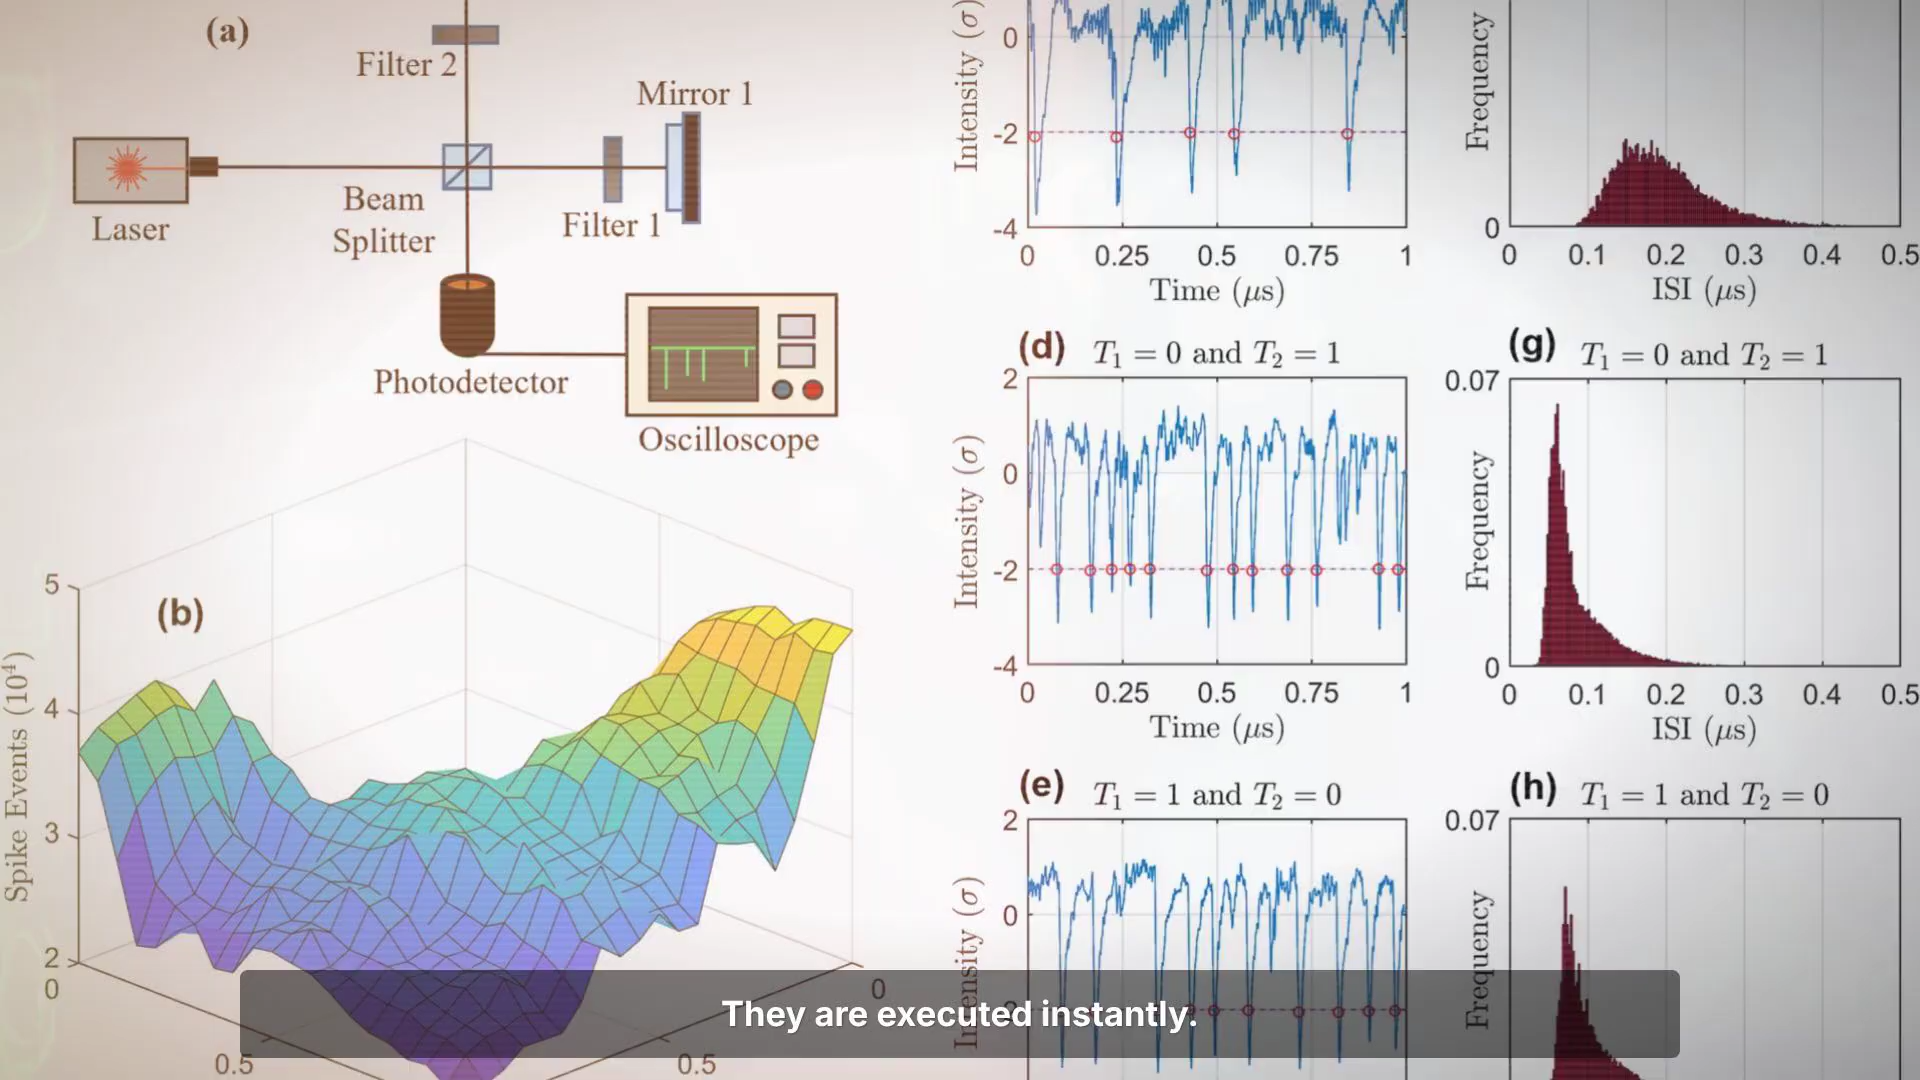 (a)
Filter 2
Mirror 1
Laser
Beam
Splitter
Filter 1
Photodetector
Oscilloscope
(b)
Spike Events (10⁴)
5
4
3
2
0
0.5
0.5
0
Intensity (σ)
0
-2
-4
0 0.25 0.5 0.75 1
Time (μs)
Frequency
0
0 0.1 0.2 0.3 0.4 0.5
ISI (μs)
(d) T₁ = 0 and T₂ = 1
Intensity (σ)
2
0
-2
-4
0 0.25 0.5 0.75 1
Time (μs)
(g) T₁ = 0 and T₂ = 1
Frequency
0.07
0
0 0.1 0.2 0.3 0.4 0.5
ISI (μs)
(e) T₁ = 1 and T₂ = 0
Intensity (σ)
2
0
(h) T₁ = 1 and T₂ = 0
Frequency
0.07
They are executed instantly.